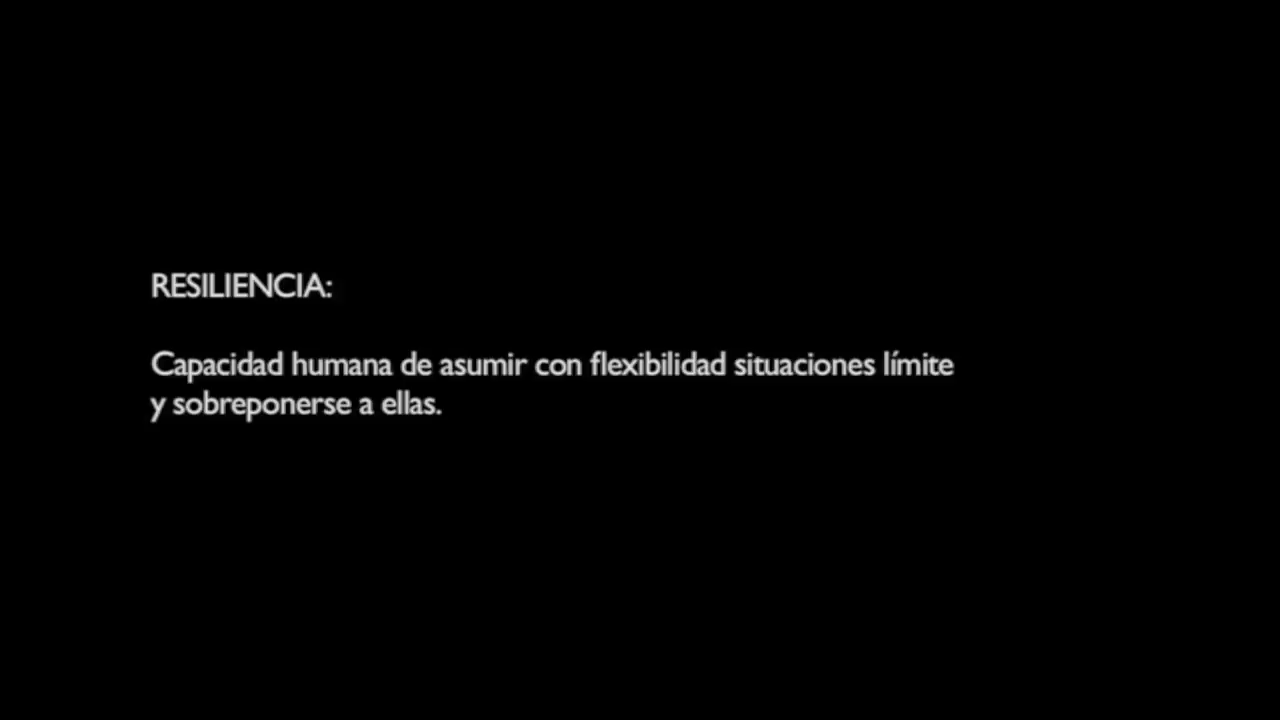 RESILIENCIA:
Capacidad humana de asumir con flexibilidad situaciones límite
y sobreponerse a ellas.